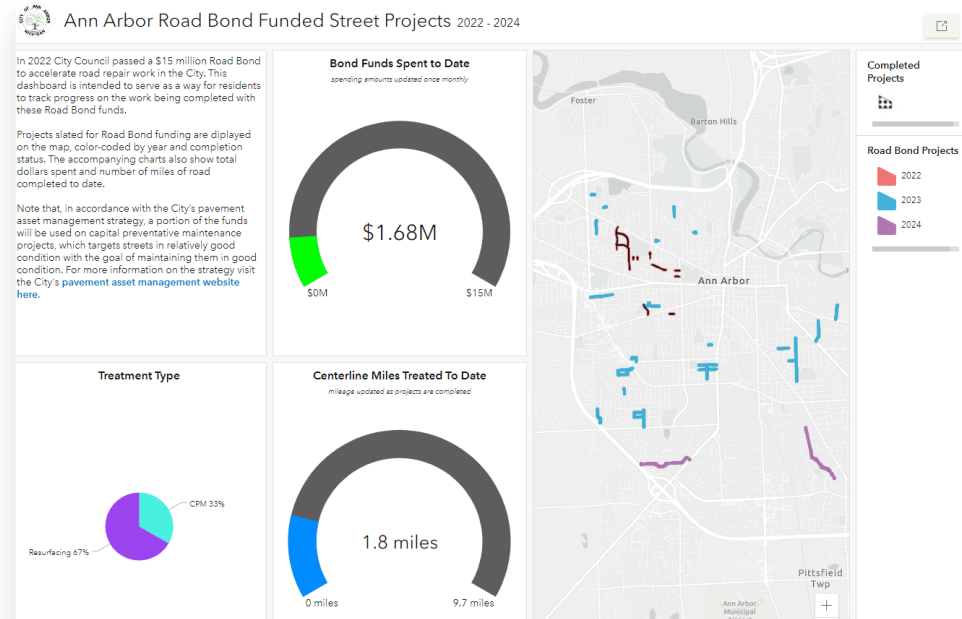 CITY OF ANN ARBOR
MICHIGAN
Ann Arbor Road Bond Funded Street Projects 2022 - 2024
In 2022 City Council passed a $15 million Road Bond
to accelerate road repair work in the City. This
dashboard is intended to serve as a way for residents
to track progress on the work being completed with
these Road Bond funds.
Projects slated for Road Bond funding are diplayed
on the map, color-coded by year and completion
status. The accompanying charts also show total
dollars spent and number of miles of road
completed to date.
Note that, in accordance with the City's pavement
asset management strategy, a portion of the funds
will be used on capital preventative maintenance
projects, which targets streets in relatively good
condition with the goal of maintaining them in good
condition. For more information on the strategy visit
the City's pavement asset management website
here.
Bond Funds Spent to Date
spending amounts updated once monthly
$1.68M
$0M
$15M
Treatment Type
CPM 33%
Resurfacing 67%
Centerline Miles Treated To Date
mileage updated as projects are completed
1.8 miles
0 miles
9.7 miles
Foster
Barton Hills
Ann Arbor
Pittsfield
Twp
Ann Arbor
Municipal
Completed
Projects
Road Bond Projects
2022
2023
2024